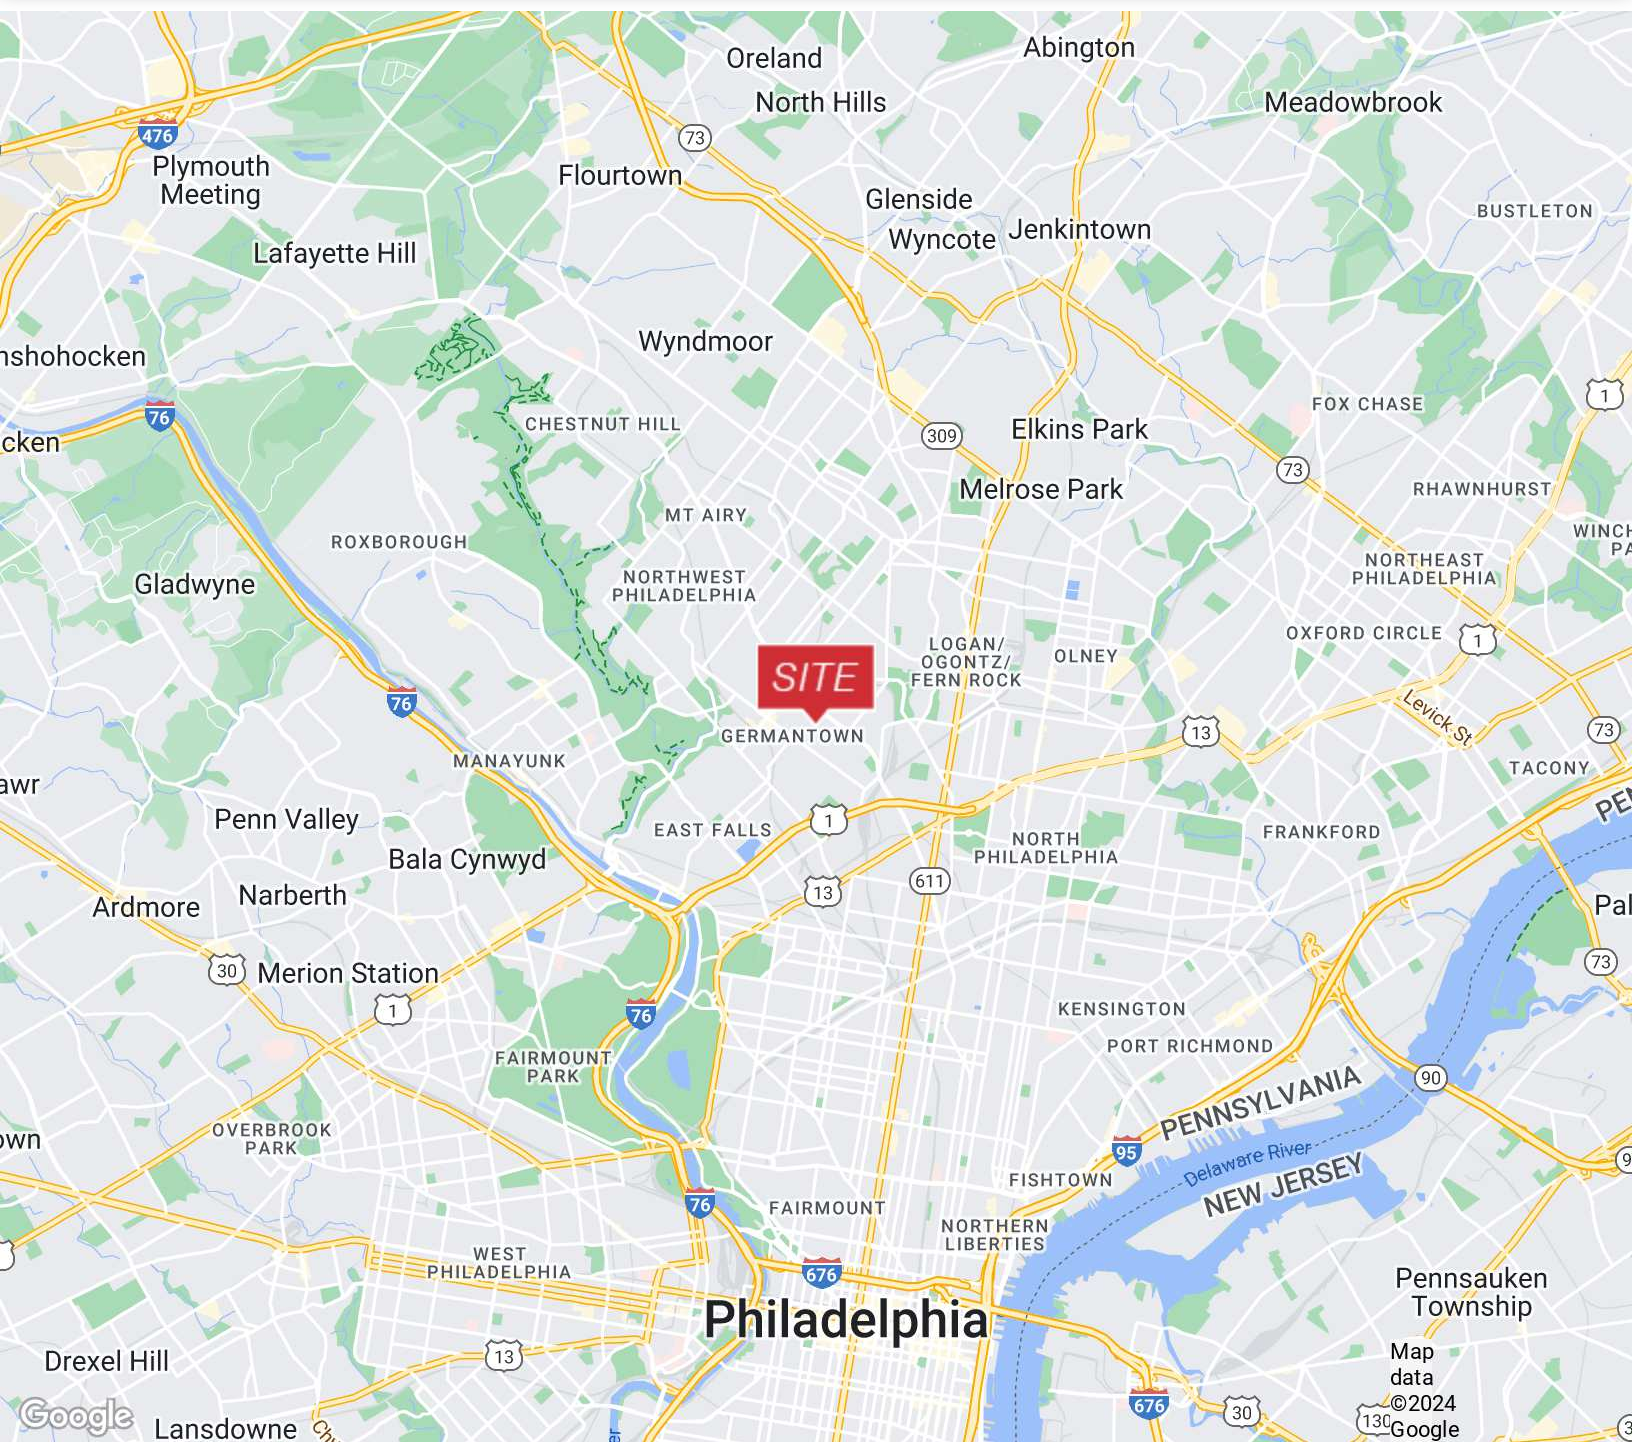 Oreland
Abington
North Hills
Meadowbrook
476
73
Plymouth
Meeting
Flourtown
Glenside
BUSTLETON
Wyncote
Jenkintown
Lafayette Hill
Wyndmoor
nshohocken
76
1
FOX CHASE
CHESTNUT HILL
309
Elkins Park
cken
73
Melrose Park
RHAWNHURST
MT AIRY
WINCH
PA
ROXBOROUGH
NORTHEAST
PHILADELPHIA
Gladwyne
NORTHWEST
PHILADELPHIA
OXFORD CIRCLE
1
LOGAN/
OGONTZ/
FERN ROCK
OLNEY
SITE
76
Levick St
13
73
GERMANTOWN
MANAYUNK
TACONY
awr
PEN
Penn Valley
1
EAST FALLS
FRANKFORD
NORTH
PHILADELPHIA
Bala Cynwyd
611
13
Narberth
Ardmore
Pal
30
Merion Station
73
1
76
KENSINGTON
PORT RICHMOND
FAIRMOUNT
PARK
90
PENNSYLVANIA
OVERBROOK
PARK
own
95
Delaware River
9
FISHTOWN
NEW JERSEY
76
FAIRMOUNT
NORTHERN
LIBERTIES
WEST
PHILADELPHIA
676
Pennsauken
Township
Philadelphia
13
Drexel Hill
Map
data
©2024
Google
676
30
130
Google
Lansdowne
3